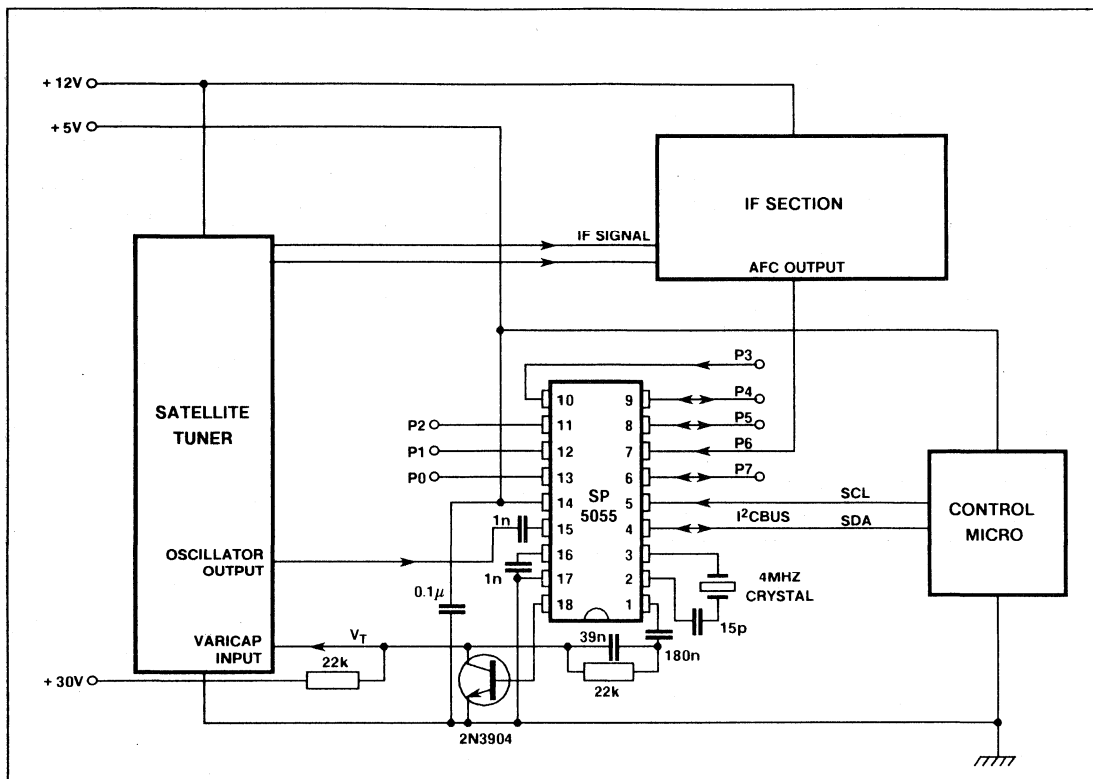 + 12V
+ 5V
IF SECTION
IF SIGNAL
AFC OUTPUT
SATELLITE
TUNER
P3
P4
P5
P6
P7
P2
P1
P0
10
11
12
13
14
15
16
17
18
9
8
7
6
5
4
3
2
1
SP
5055
SCL
I²CBUS
SDA
CONTROL
MICRO
1n
OSCILLATOR
OUTPUT
1n
0.1µ
4MHZ
CRYSTAL
15p
VARICAP
INPUT
VT
39n
180n
22k
22k
+ 30V
2N3904